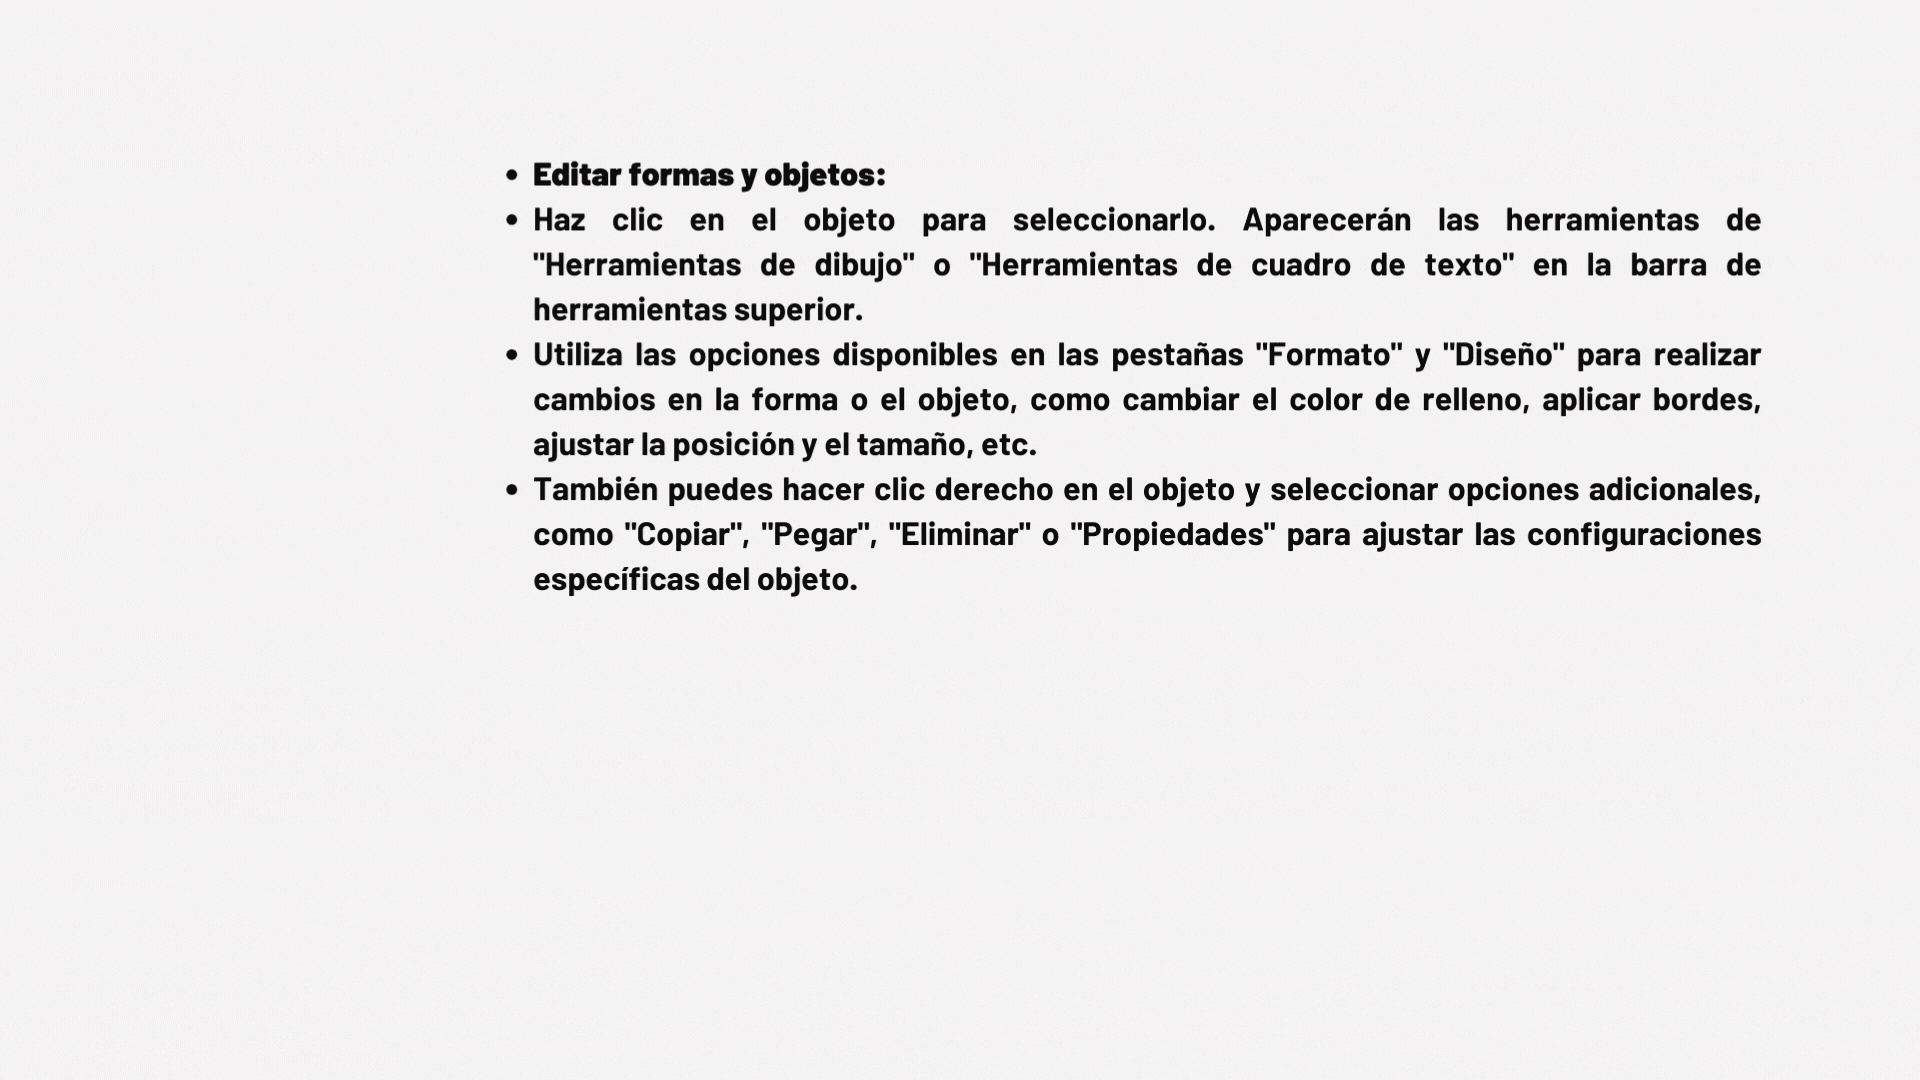 • Editar formas y objetos:
• Haz clic en el objeto para seleccionarlo. Aparecerán las herramientas de
"Herramientas de dibujo" o "Herramientas de cuadro de texto" en la barra de
herramientas superior.
• Utiliza las opciones disponibles en las pestañas "Formato" y "Diseño" para realizar
cambios en la forma o el objeto, como cambiar el color de relleno, aplicar bordes,
ajustar la posición y el tamaño, etc.
• También puedes hacer clic derecho en el objeto y seleccionar opciones adicionales,
como "Copiar", "Pegar", "Eliminar" o "Propiedades" para ajustar las configuraciones
específicas del objeto.